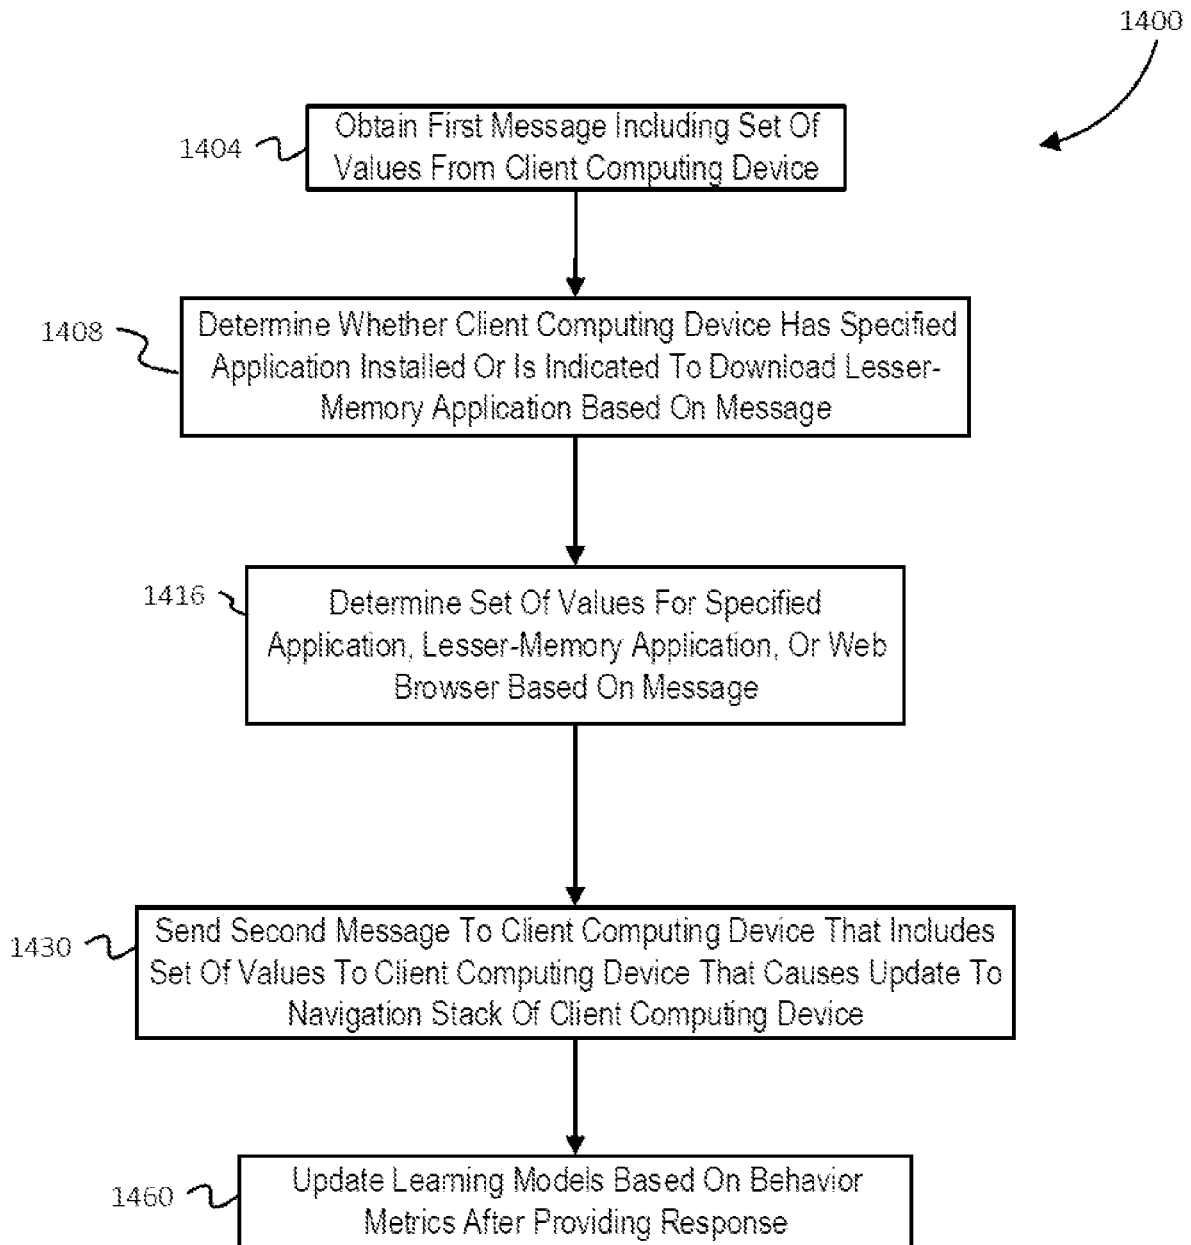 1400
1404
Obtain First Message Including Set Of
Values From Client Computing Device
1408
Determine Whether Client Computing Device Has Specified
Application Installed Or Is Indicated To Download Lesser-
Memory Application Based On Message
1416
Determine Set Of Values For Specified
Application, Lesser-Memory Application, Or Web
Browser Based On Message
1430
Send Second Message To Client Computing Device That Includes
Set Of Values To Client Computing Device That Causes Update To
Navigation Stack Of Client Computing Device
1460
Update Learning Models Based On Behavior
Metrics After Providing Response